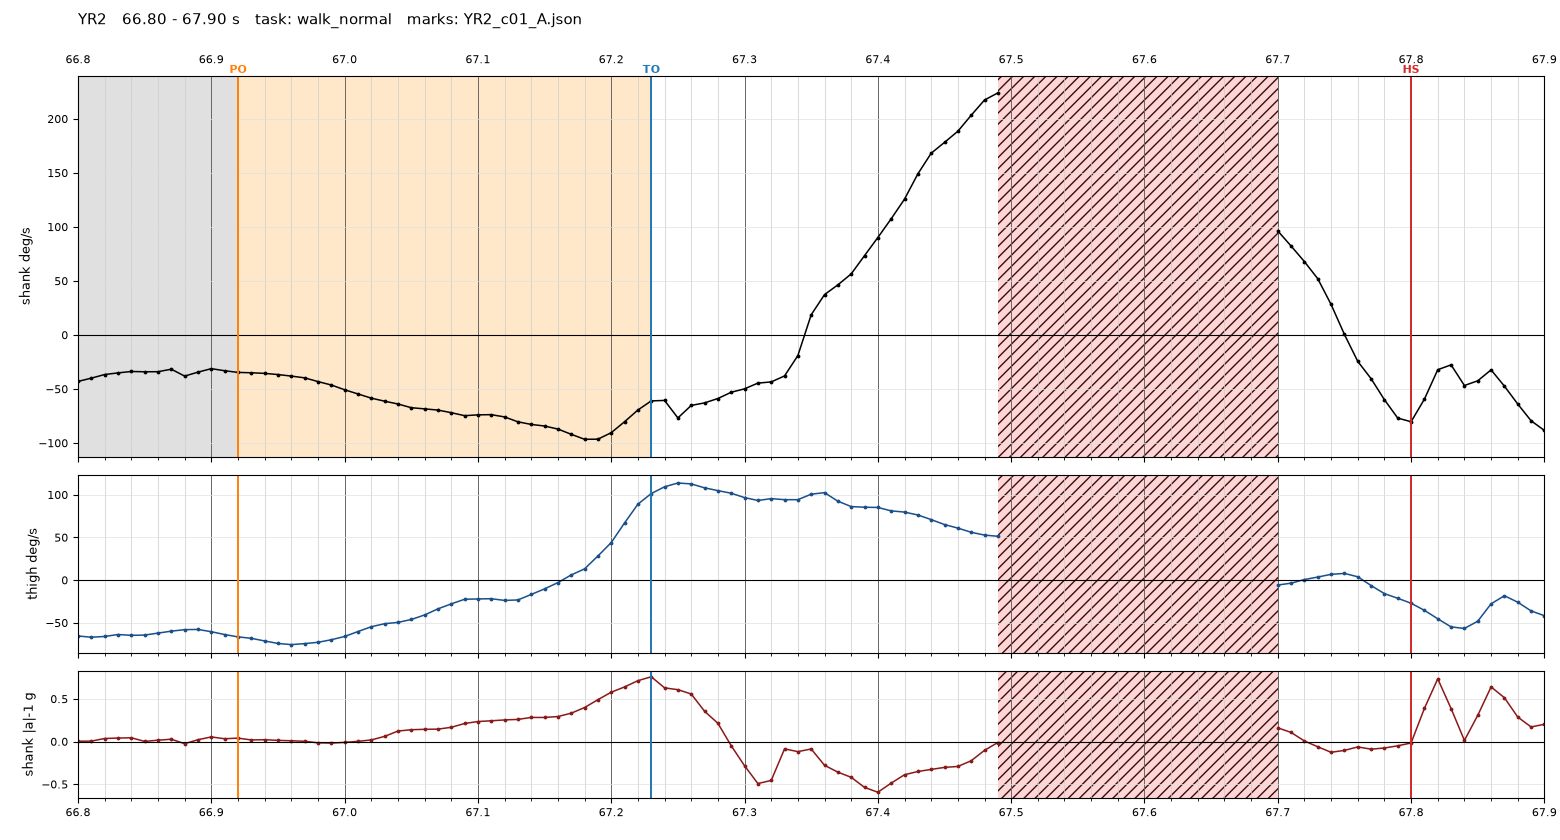 YR2 66.80 - 67.90 s task: walk_normal marks: YR2_c01_A.json
66.8 66.9 67.0 67.1 67.2 67.3 67.4 67.5 67.6 67.7 67.8 67.9
PO TO HS
shank deg/s
200
150
100
50
0
−50
−100
thigh deg/s
100
50
0
−50
shank |a|-1 g
0.5
0.0
−0.5
66.8 66.9 67.0 67.1 67.2 67.3 67.4 67.5 67.6 67.7 67.8 67.9